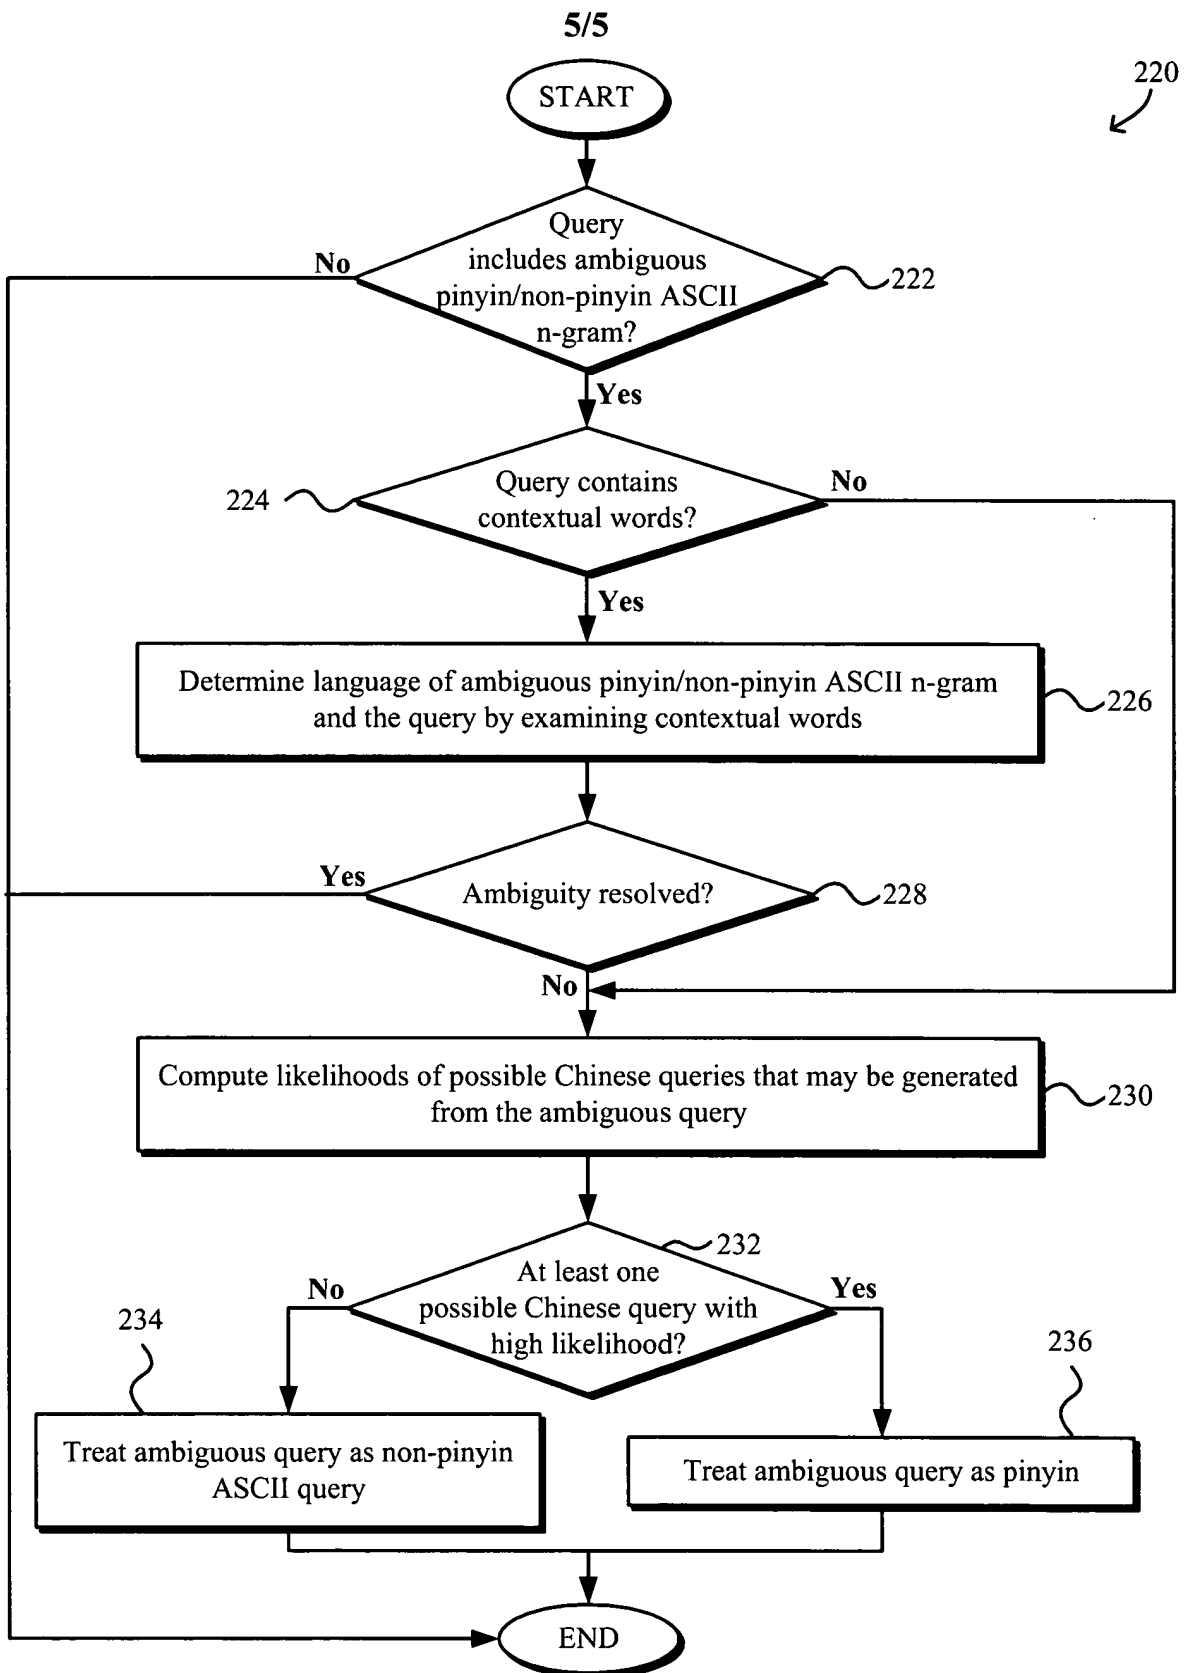 5/5
220
START
Query
includes ambiguous
pinyin/non-pinyin ASCII
n-gram?
No
222
Yes
Query contains
contextual words?
224
No
Yes
Determine language of ambiguous pinyin/non-pinyin ASCII n-gram
and the query by examining contextual words
226
Ambiguity resolved?
Yes
228
No
Compute likelihoods of possible Chinese queries that may be generated
from the ambiguous query
230
232
At least one
possible Chinese query with
high likelihood?
No
Yes
234
236
Treat ambiguous query as non-pinyin
ASCII query
Treat ambiguous query as pinyin
END